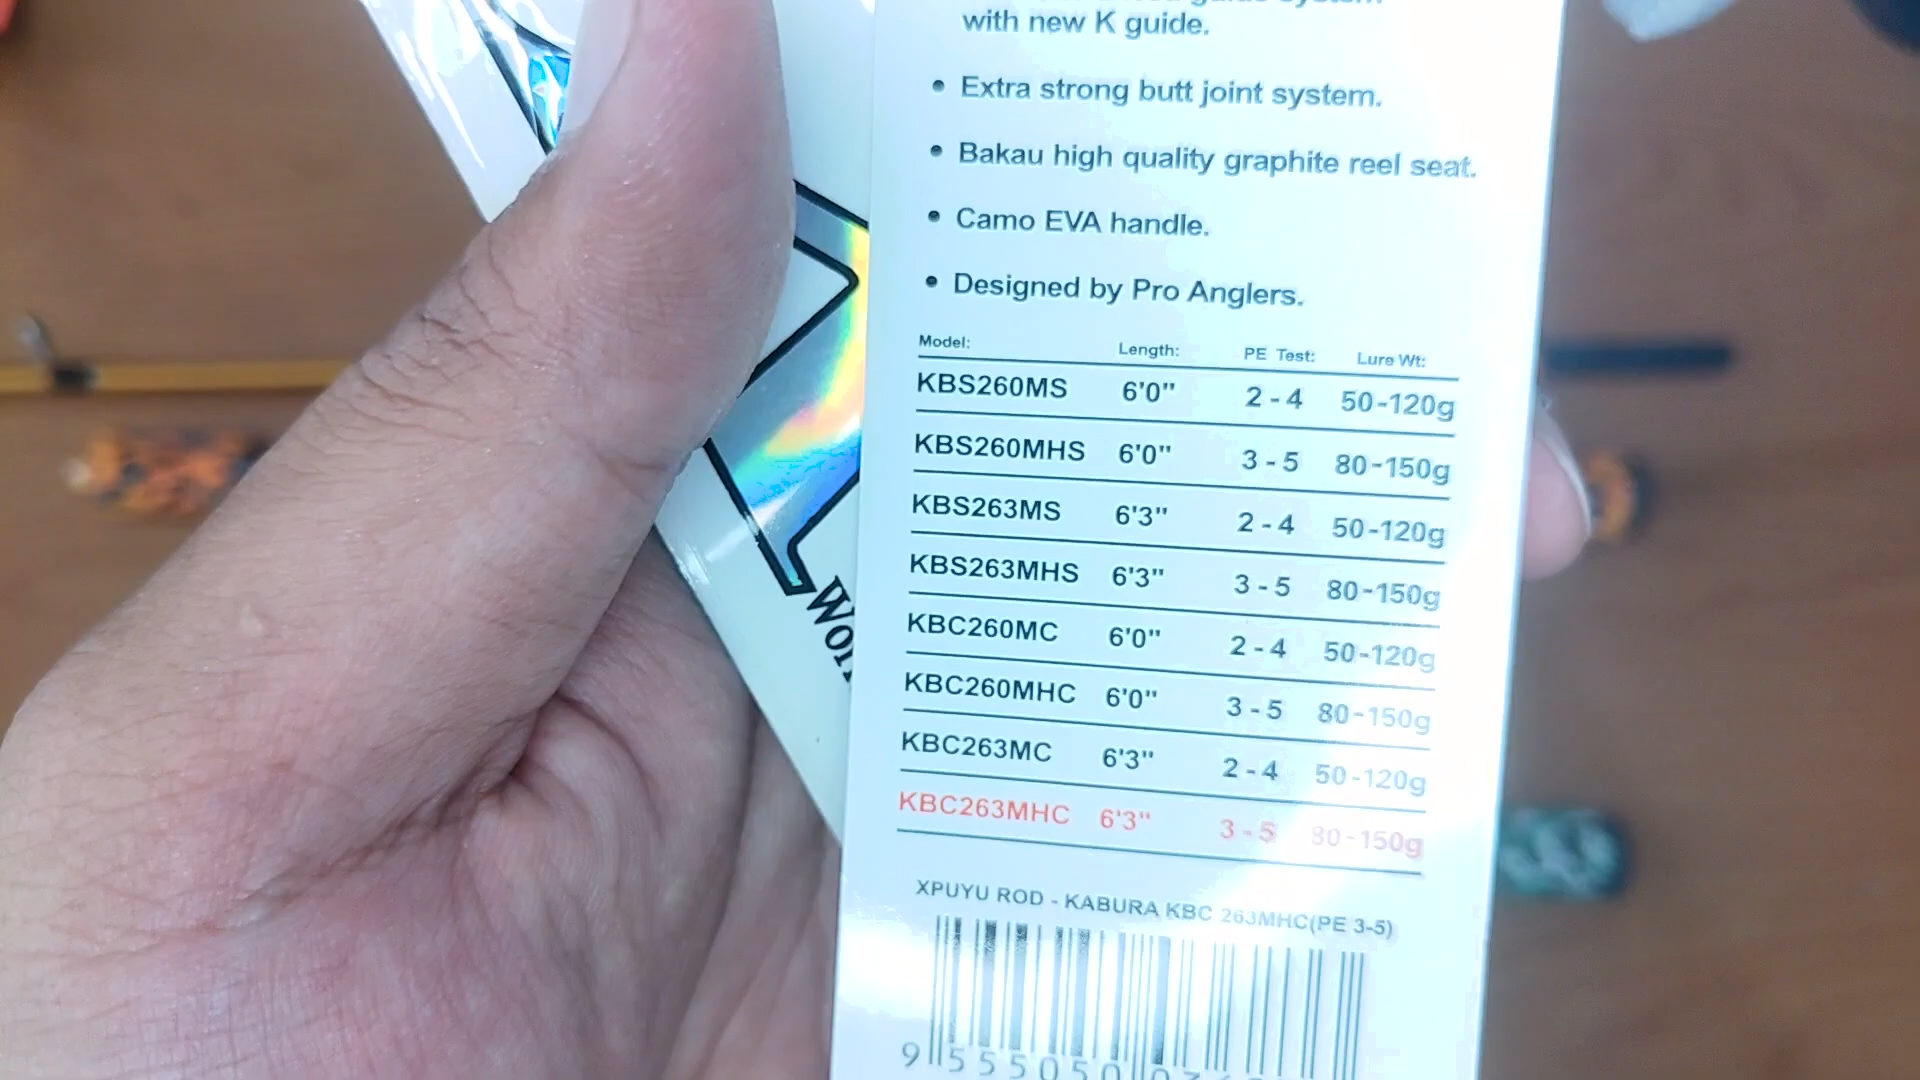 with new K guide.
• Extra strong butt joint system.
• Bakau high quality graphite reel seat.
• Camo EVA handle.
• Designed by Pro Anglers.
Model: Length: PE Test: Lure Wt:
KBS260MS 6'0" 2-4 50-120g
KBS260MHS 6'0" 3-5 80-150g
KBS263MS 6'3" 2-4 50-120g
KBS263MHS 6'3" 3-5 80-150g
KBC260MC 6'0" 2-4 50-120g
KBC260MHC 6'0" 3-5 80-150g
KBC263MC 6'3" 2-4 50-120g
KBC263MHC 6'3" 3-5 80-150g
XPUYU ROD - KABURA KBC 263MHC(PE 3-5)
9 555050